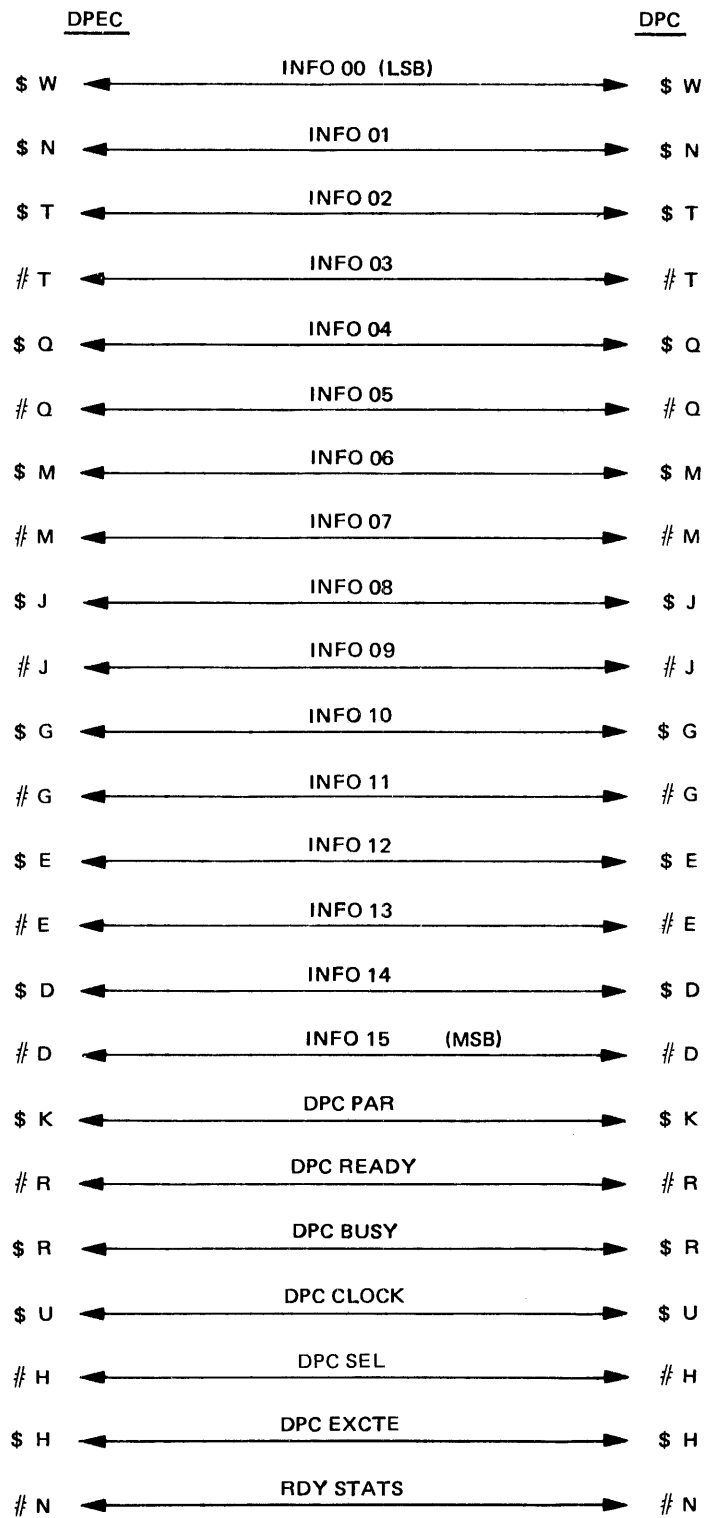 DPEC DPC
$ W INFO 00 (LSB) $ W
$ N INFO 01 $ N
$ T INFO 02 $ T
# T INFO 03 # T
$ Q INFO 04 $ Q
# Q INFO 05 # Q
$ M INFO 06 $ M
# M INFO 07 # M
$ J INFO 08 $ J
# J INFO 09 # J
$ G INFO 10 $ G
# G INFO 11 # G
$ E INFO 12 $ E
# E INFO 13 # E
$ D INFO 14 $ D
# D INFO 15 (MSB) # D
$ K DPC PAR $ K
# R DPC READY # R
$ R DPC BUSY $ R
$ U DPC CLOCK $ U
# H DPC SEL # H
$ H DPC EXCTE $ H
# N RDY STATS # N